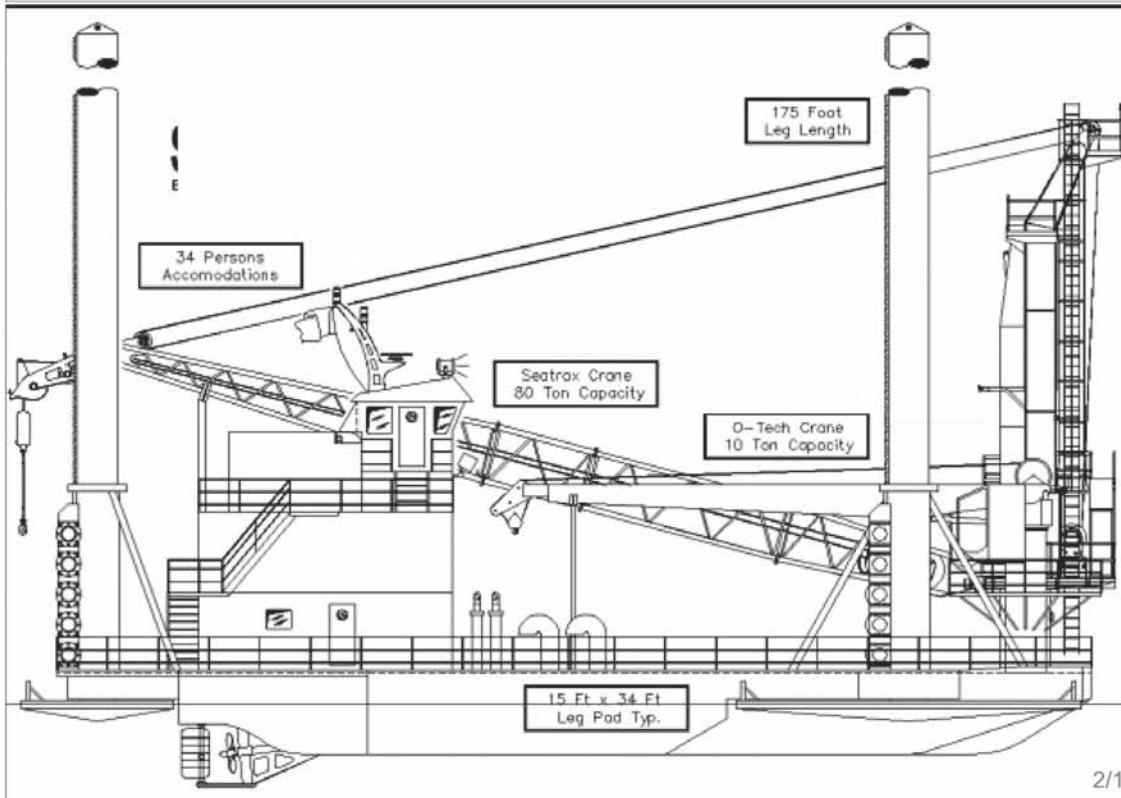 175 Foot
Leg Length
34 Persons
Accomodations
Seatrax Crane
80 Ton Capacity
O-Tech Crane
10 Ton Capacity
15 Ft x 34 Ft
Leg Pad Typ.
2/1